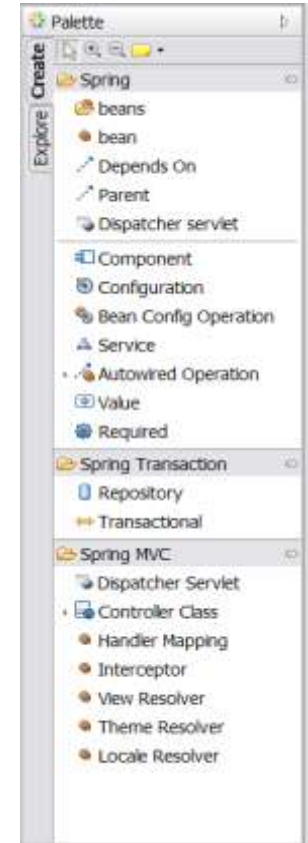 Palette
Create
Explore
Spring
beans
bean
Depends On
Parent
Dispatcher servlet
Component
Configuration
Bean Config Operation
Service
Autowired Operation
Value
Required
Spring Transaction
Repository
Transactional
Spring MVC
Dispatcher Servlet
Controller Class
Handler Mapping
Interceptor
View Resolver
Theme Resolver
Locale Resolver